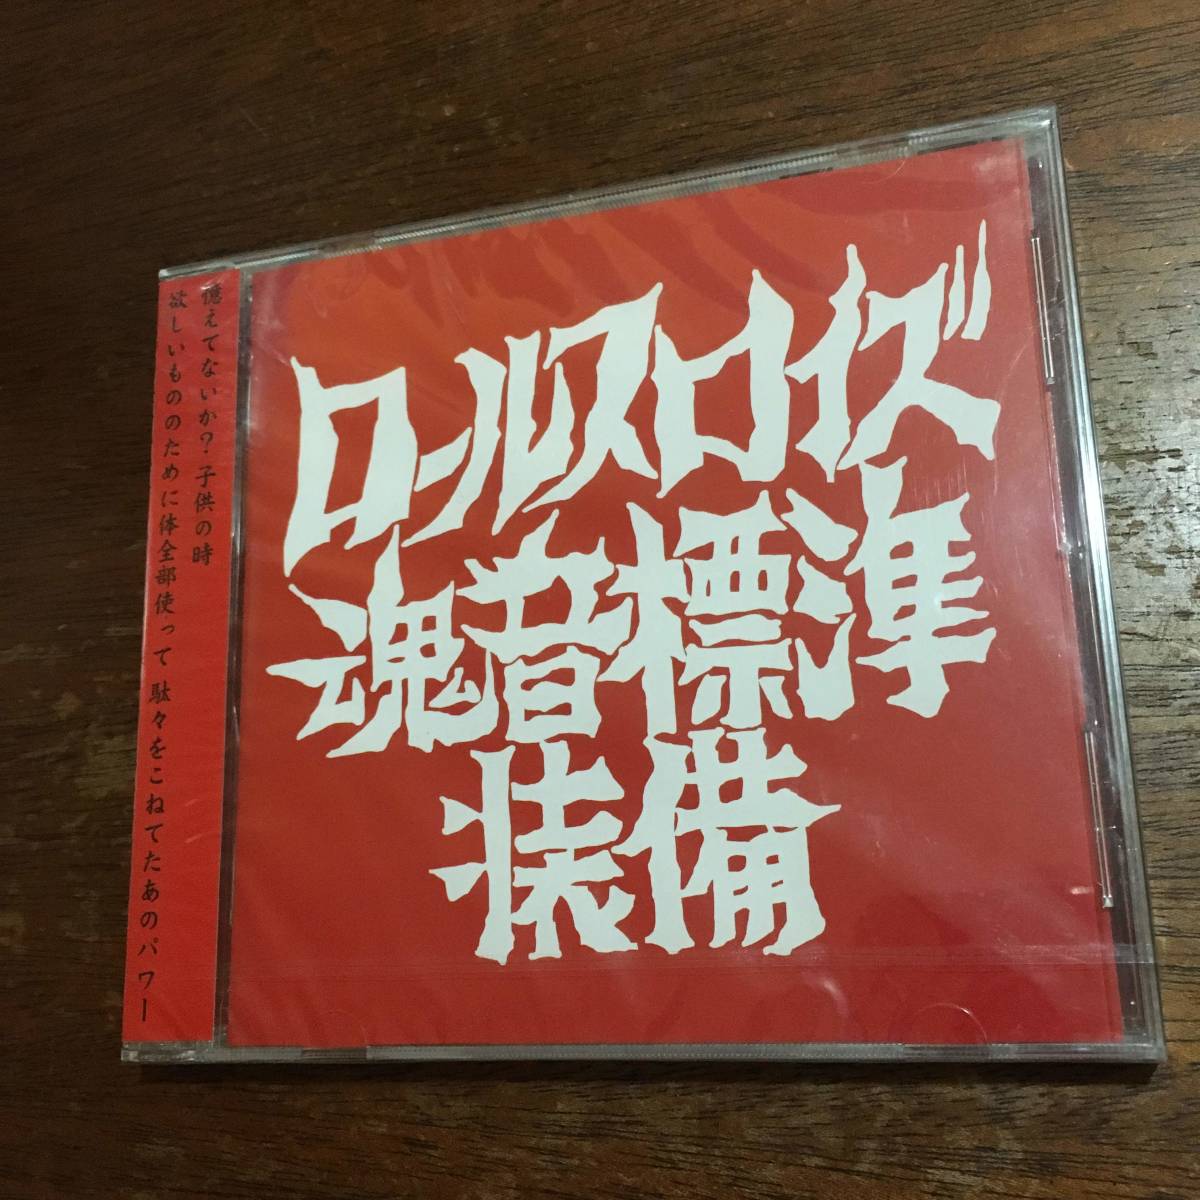 ロールスロイズ
魂音標準
装備
憶えてないか?子供の時
欲しいもののために体全部使って 駄々をこねてたあのパワー